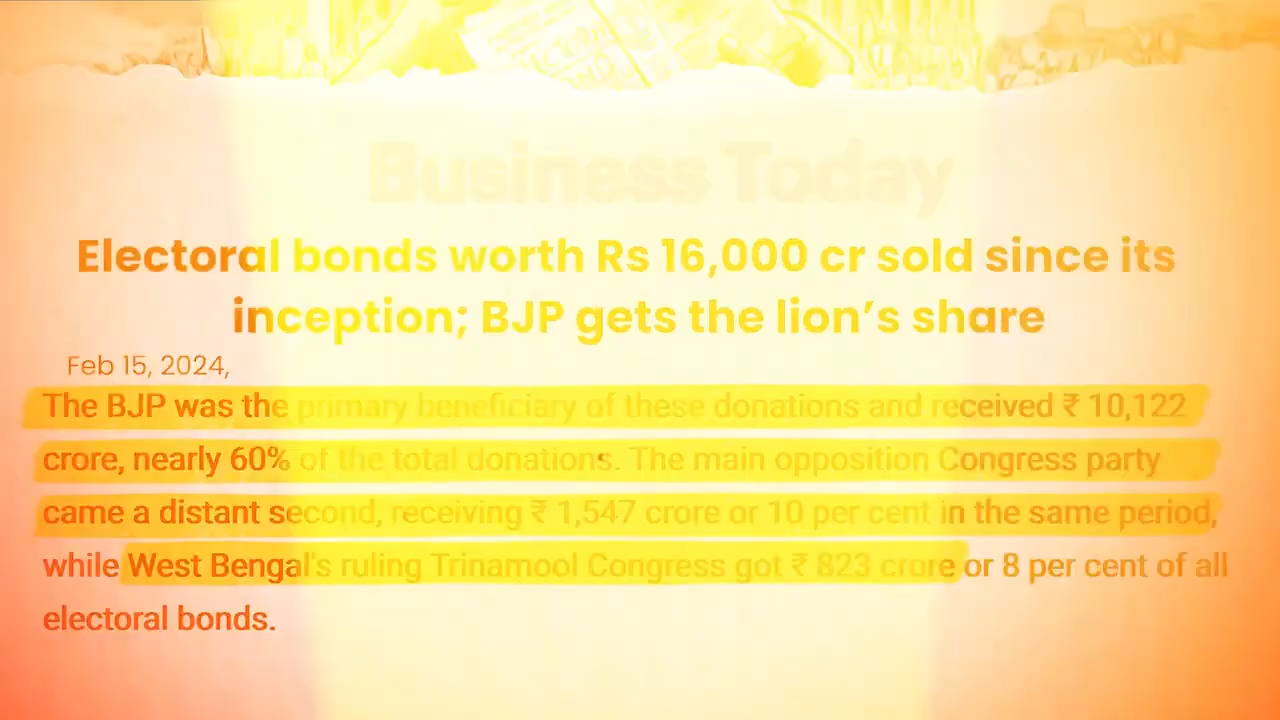 Business Today
Electoral bonds worth Rs 16,000 cr sold since its
inception; BJP gets the lion's share
Feb 15, 2024,
The BJP was the primary beneficiary of these donations and received ₹ 10,122
crore, nearly 60% of the total donations. The main opposition Congress party
came a distant second, receiving ₹ 1,547 crore or 10 per cent in the same period,
while West Bengal's ruling Trinamool Congress got ₹ 823 crore or 8 per cent of all
electoral bonds.